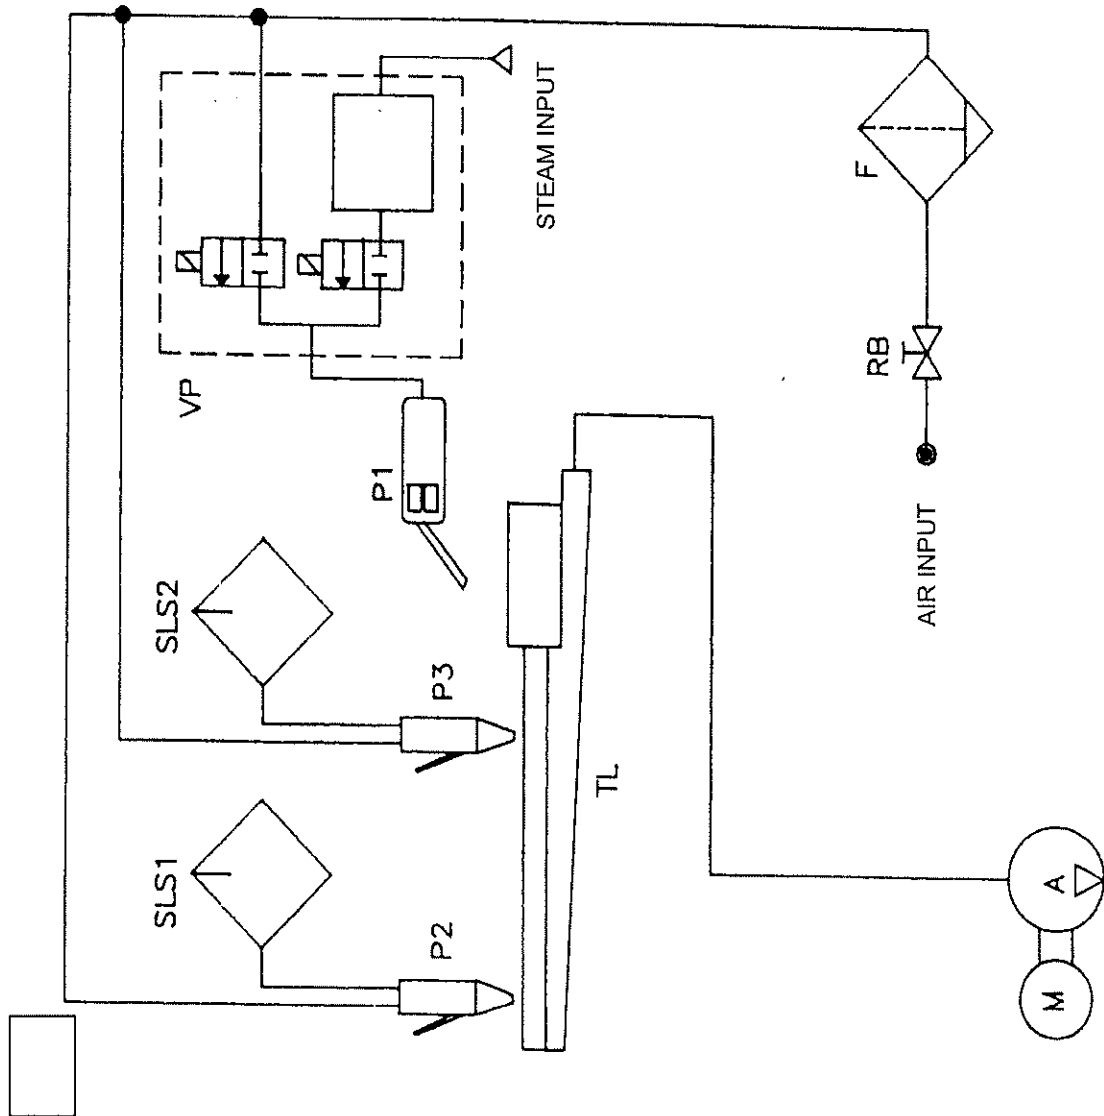 SLS1
SLS2
VP
P2
P3
P1
STEAM INPUT
TL
F
RB
AIR INPUT
M
A